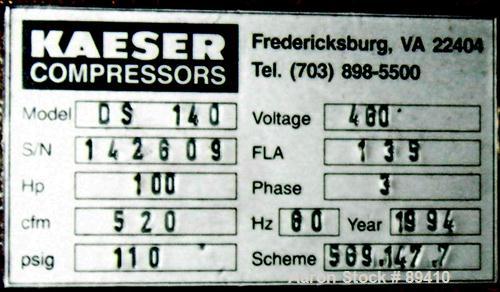 KAESER
COMPRESSORS
Fredericksburg, VA 22404
Tel. (703) 898-5500
Model DS 140 Voltage 460
S/N 142609 FLA 135
Hp 100 Phase 3
cfm 520 Hz 60 Year 1994
psig 110 Scheme 569.147.7
Aaron Stock # 89410